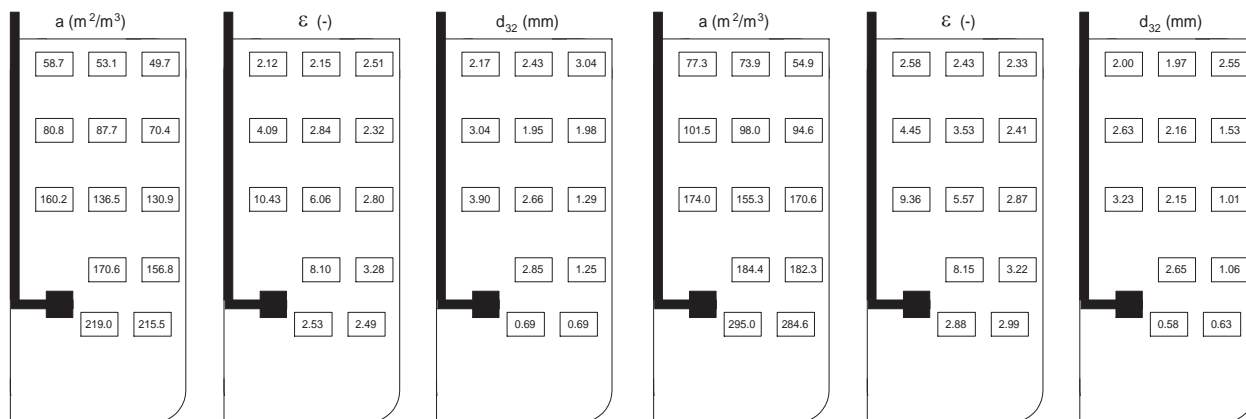 a (m²/m³) ε (-) d₃₂ (mm) a (m²/m³) ε (-) d₃₂ (mm)
58.7 53.1 49.7 2.12 2.15 2.51 2.17 2.43 3.04 77.3 73.9 54.9 2.58 2.43 2.33 2.00 1.97 2.55
80.8 87.7 70.4 4.09 2.84 2.32 3.04 1.95 1.98 101.5 98.0 94.6 4.45 3.53 2.41 2.63 2.16 1.53
160.2 136.5 130.9 10.43 6.06 2.80 3.90 2.66 1.29 174.0 155.3 170.6 9.36 5.57 2.87 3.23 2.15 1.01
170.6 156.8 8.10 3.28 2.85 1.25 184.4 182.3 8.15 3.22 2.65 1.06
219.0 215.5 2.53 2.49 0.69 0.69 295.0 284.6 2.88 2.99 0.58 0.63